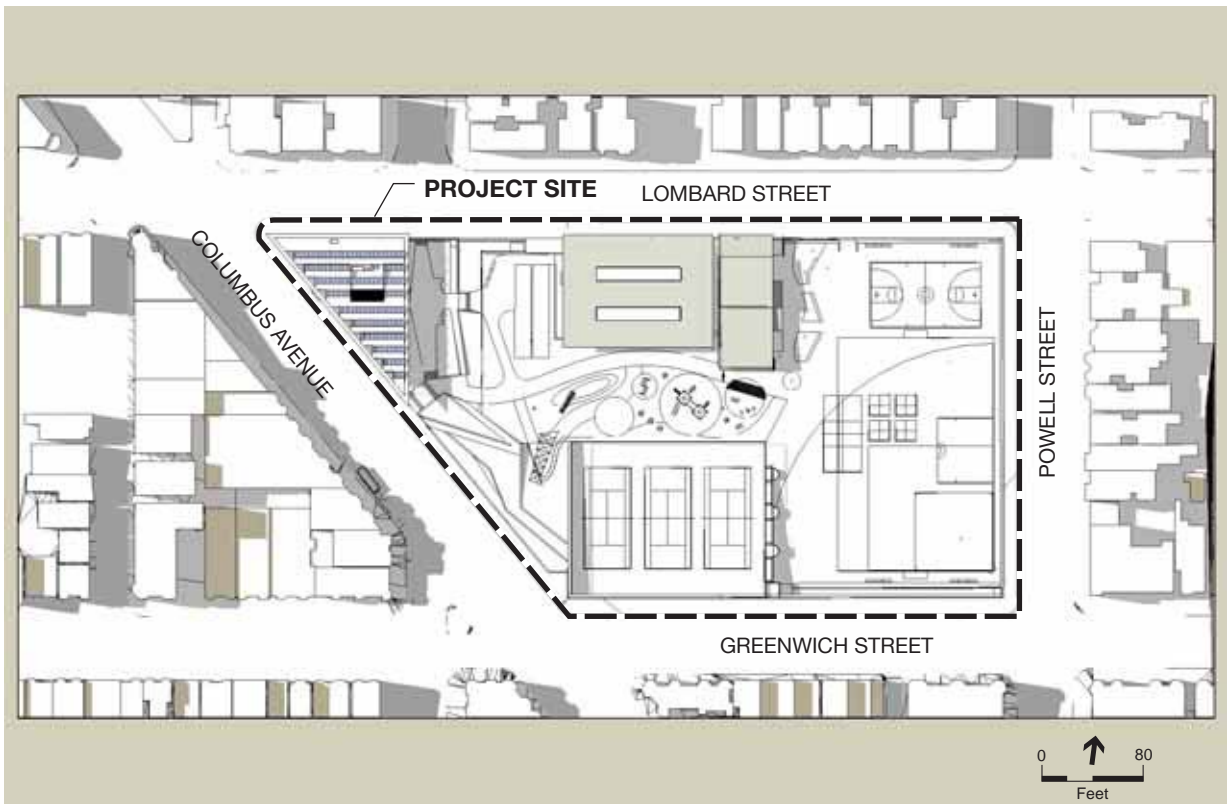 PROJECT SITE
LOMBARD STREET
COLUMBUS AVENUE
POWELL STREET
GREENWICH STREET
0 80
Feet